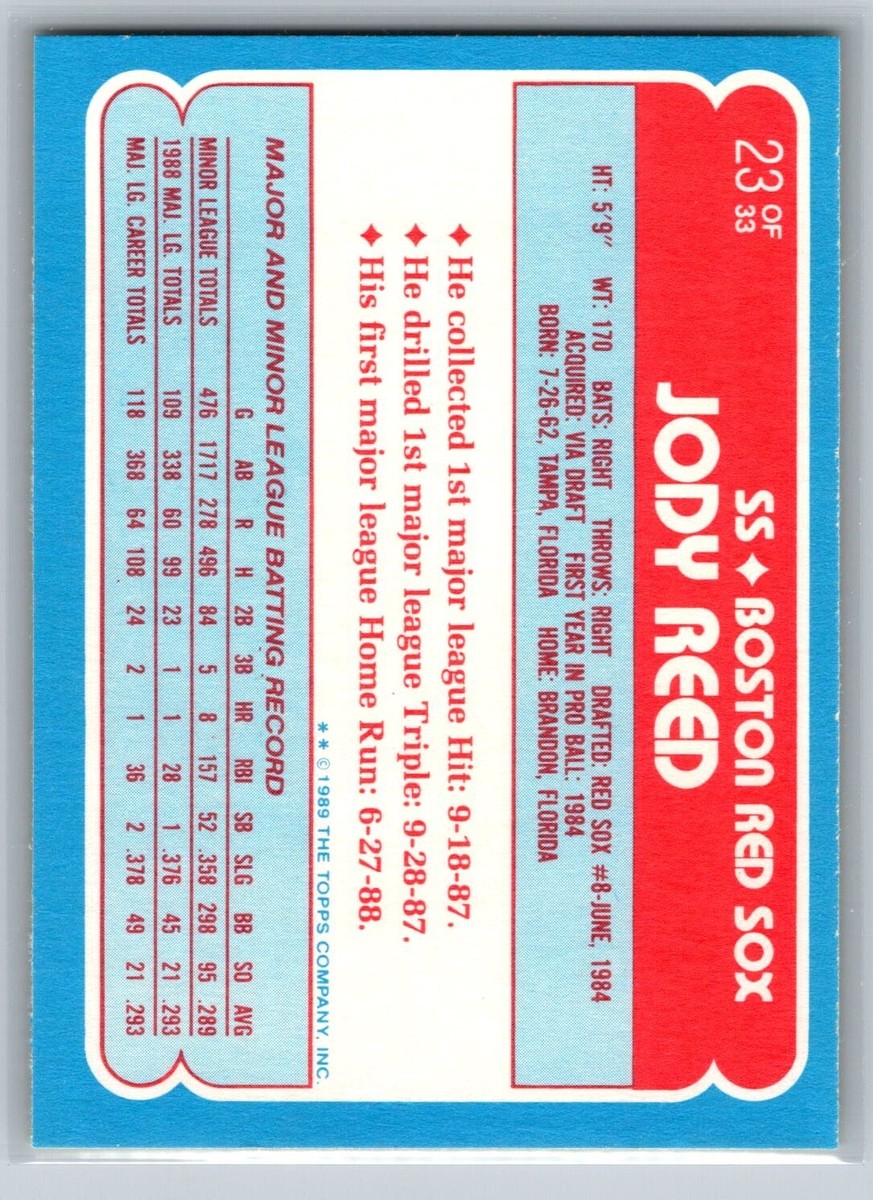 23 OF 33
SS ✦ BOSTON RED SOX
JODY REED
HT: 5'9" WT: 170 BATS: RIGHT THROWS: RIGHT DRAFTED: RED SOX #8-JUNE, 1984
ACQUIRED: VIA DRAFT FIRST YEAR IN PRO BALL: 1984
BORN: 7-26-62, TAMPA, FLORIDA HOME: BRANDON, FLORIDA
✦ He collected 1st major league Hit: 9-18-87.
✦ He drilled 1st major league Triple: 9-28-87.
✦ His first major league Home Run: 6-27-88.
**©1989 THE TOPPS COMPANY, INC.
MAJOR AND MINOR LEAGUE BATTING RECORD
G AB R H 2B 3B HR RBI SB SLG BB SO AVG
MINOR LEAGUE TOTALS 476 1717 278 496 84 5 8 157 52 .358 298 95 .289
1988 MAJ. LG. TOTALS 109 338 60 99 23 1 1 28 1 .376 45 21 .293
MAJ. LG. CAREER TOTALS 118 368 64 108 24 2 1 36 2 .378 49 21 .293